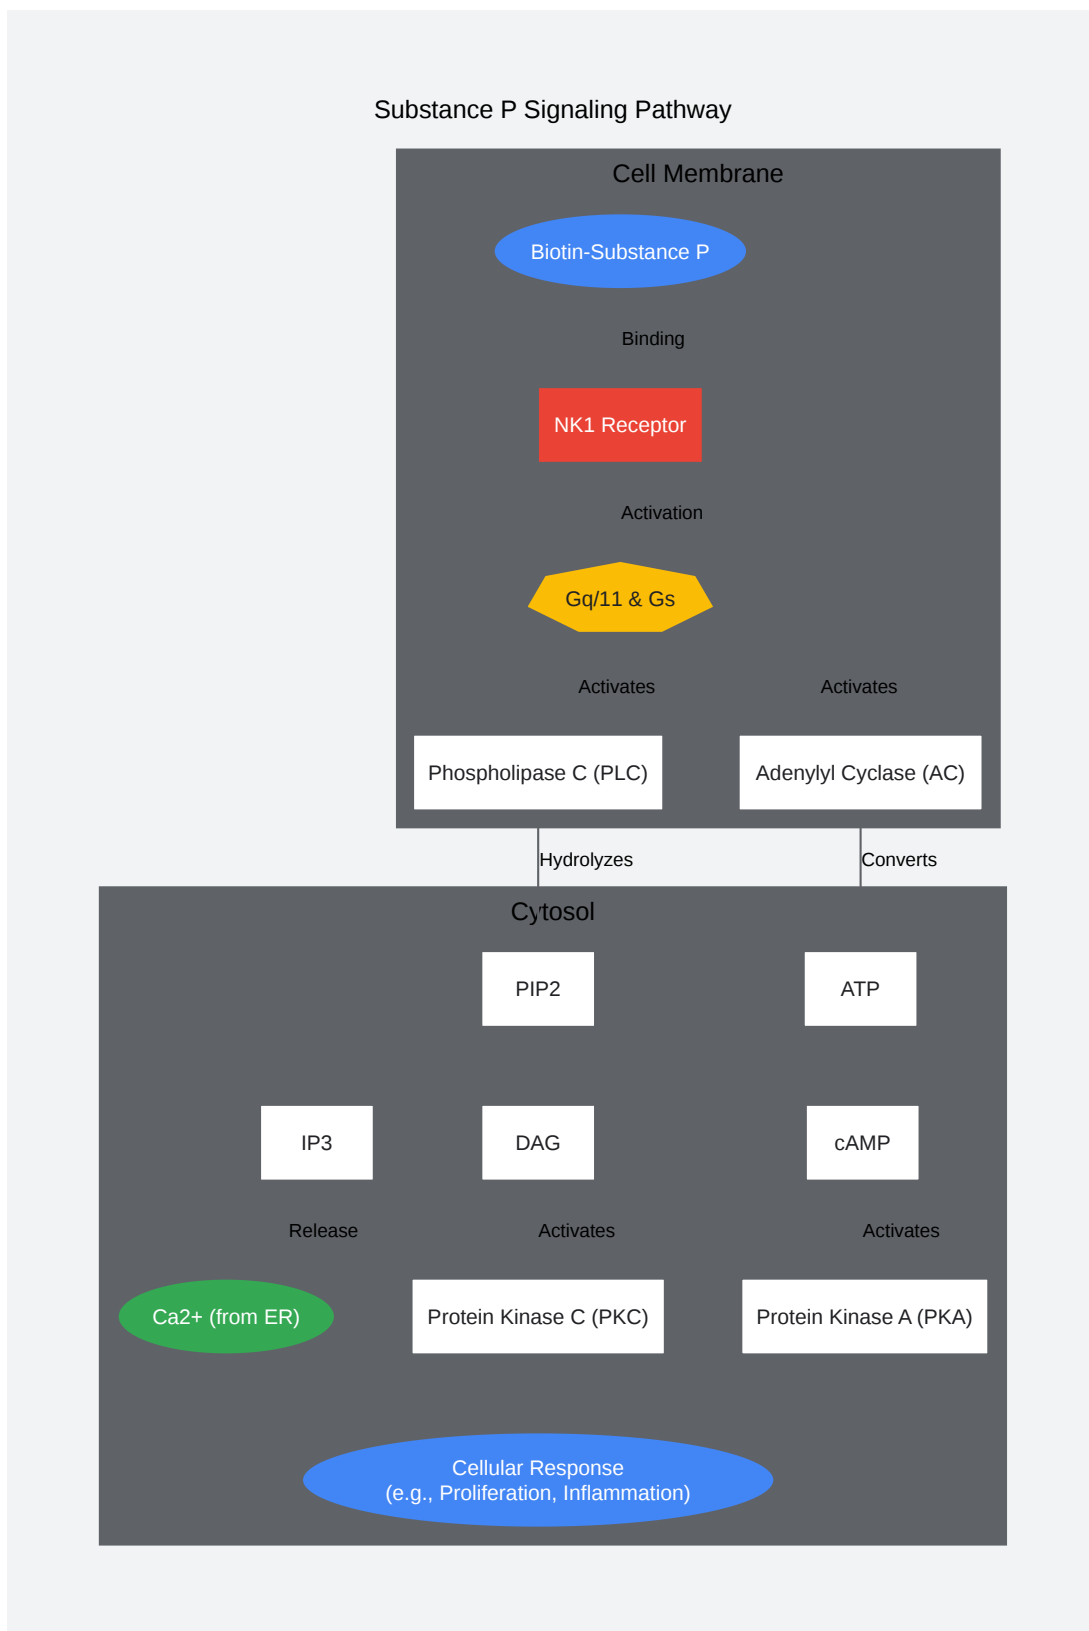 Substance P Signaling Pathway
Cell Membrane
Biotin-Substance P
Binding
NK1 Receptor
Activation
Gq/11 & Gs
Activates
Activates
Phospholipase C (PLC)
Adenylyl Cyclase (AC)
Hydrolyzes
Converts
Cytosol
PIP2
ATP
IP3
DAG
cAMP
Release
Activates
Activates
Ca2+ (from ER)
Protein Kinase C (PKC)
Protein Kinase A (PKA)
Cellular Response
(e.g., Proliferation, Inflammation)